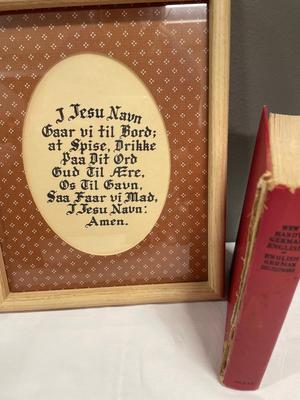 I Jesu Navn
Gaar vi til Bord;
at Spise, Drikke
Paa Dit Ord
Gud Til Ære,
Os Til Gavn,
Saa Faar vi Mad,
I Jesu Navn:
Amen.
NEW
HANDY
GERMAN
ENGLISH
ENGLISH
GERMAN
DICTIONARY